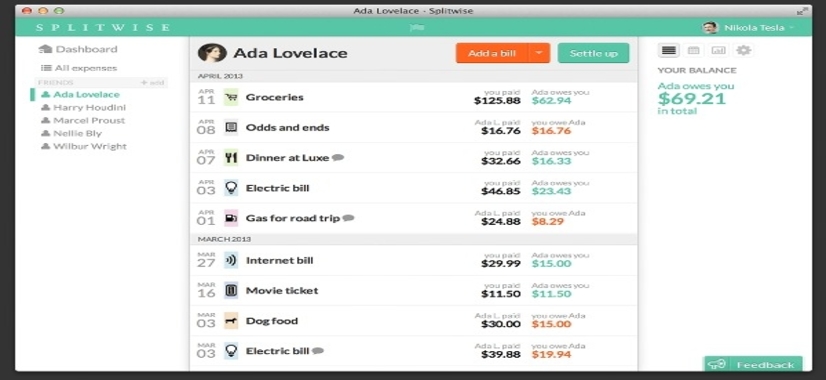 Ada Lovelace - Splitwise
SPLITWISE
Nikola Tesla
Dashboard
All expenses
FRIENDS + add
Ada Lovelace
Harry Houdini
Marcel Proust
Nellie Bly
Wilbur Wright
Ada Lovelace
Add a bill
Settle up
APRIL 2013
APR 11 Groceries you paid $125.88 Ada owes you $62.94
APR 08 Odds and ends Ada L. paid $16.76 you owe Ada $16.76
APR 07 Dinner at Luxe you paid $32.66 Ada owes you $16.33
APR 03 Electric bill you paid $46.85 Ada owes you $23.43
APR 01 Gas for road trip Ada L. paid $24.88 you owe Ada $8.29
MARCH 2013
MAR 27 Internet bill you paid $29.99 Ada owes you $15.00
MAR 16 Movie ticket you paid $11.50 Ada owes you $11.50
MAR 03 Dog food Ada L. paid $30.00 you owe Ada $15.00
MAR 03 Electric bill Ada L. paid $39.88 you owe Ada $19.94
YOUR BALANCE
Ada owes you
$69.21
in total
Feedback